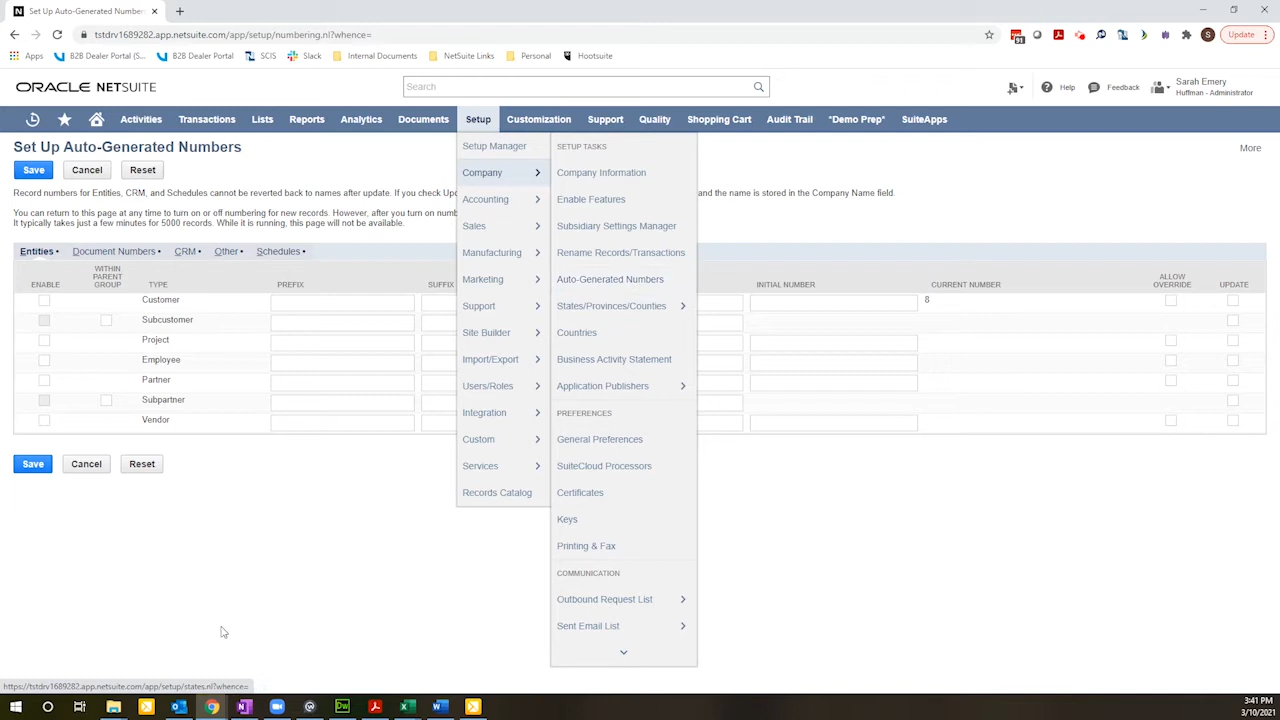 Set Up Auto-Generated Numbers
tstdrv1689282.app.netsuite.com/app/setup/numbering.nl?whence=
91
S
Update
Apps
B2B Dealer Portal (S...
B2B Dealer Portal
SCIS
Slack
Internal Documents
NetSuite Links
Personal
Hootsuite
ORACLE NETSUITE
Search
Help
Feedback
Sarah Emery
Huffman - Administrator
Activities
Transactions
Lists
Reports
Analytics
Documents
Setup
Customization
Support
Quality
Shopping Cart
Audit Trail
*Demo Prep*
SuiteApps
Set Up Auto-Generated Numbers
More
Save
Cancel
Reset
Record numbers for Entities, CRM, and Schedules cannot be reverted back to names after update. If you check Up
and the name is stored in the Company Name field.
You can return to this page at any time to turn on or off numbering for new records. However, after you turn on num
It typically takes just a few minutes for 5000 records. While it is running, this page will not be available.
Entities •
Document Numbers •
CRM •
Other •
Schedules •
ENABLE
WITHIN
PARENT
GROUP
TYPE
PREFIX
SUFFIX
INITIAL NUMBER
CURRENT NUMBER
ALLOW
OVERRIDE
UPDATE
Customer
8
Subcustomer
Project
Employee
Partner
Subpartner
Vendor
Save
Cancel
Reset
Setup Manager
Company
Accounting
Sales
Manufacturing
Marketing
Support
Site Builder
Import/Export
Users/Roles
Integration
Custom
Services
Records Catalog
SETUP TASKS
Company Information
Enable Features
Subsidiary Settings Manager
Rename Records/Transactions
Auto-Generated Numbers
States/Provinces/Counties
Countries
Business Activity Statement
Application Publishers
PREFERENCES
General Preferences
SuiteCloud Processors
Certificates
Keys
Printing & Fax
COMMUNICATION
Outbound Request List
Sent Email List
https://tstdrv1689282.app.netsuite.com/app/setup/states.nl?whence=
3:41 PM
3/10/2021